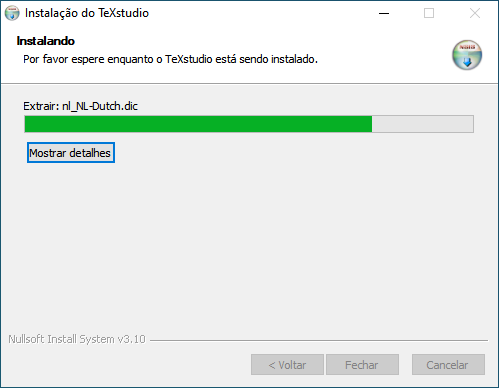 Instalação do TeXstudio
Instalando
Por favor espere enquanto o TeXstudio está sendo instalado.
Extrair: nl_NL-Dutch.dic
Mostrar detalhes
Nullsoft Install System v3.10
< Voltar
Fechar
Cancelar